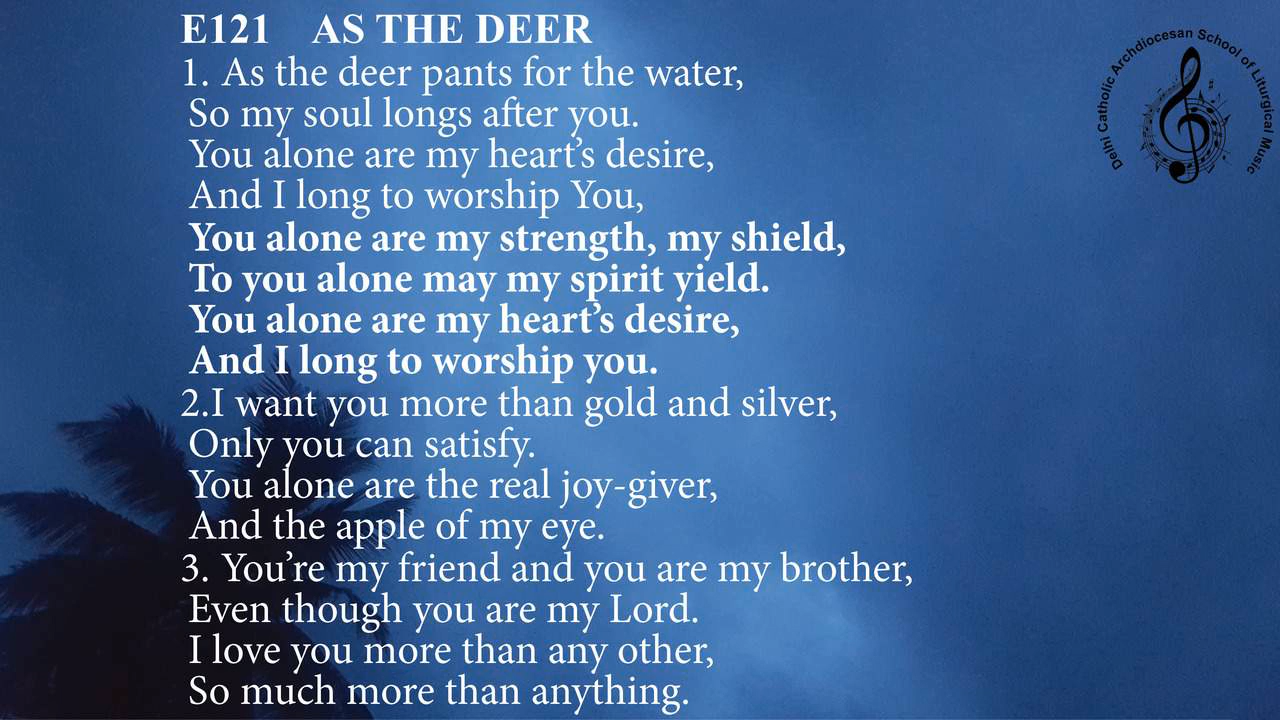 E121 AS THE DEER
1. As the deer pants for the water,
So my soul longs after you.
You alone are my heart’s desire,
And I long to worship You,
You alone are my strength, my shield,
To you alone may my spirit yield.
You alone are my heart’s desire,
And I long to worship you.
2.I want you more than gold and silver,
Only you can satisfy.
You alone are the real joy-giver,
And the apple of my eye.
3. You’re my friend and you are my brother,
Even though you are my Lord.
I love you more than any other,
So much more than anything.
Delhi Catholic Archdiocesan School of Liturgical Music